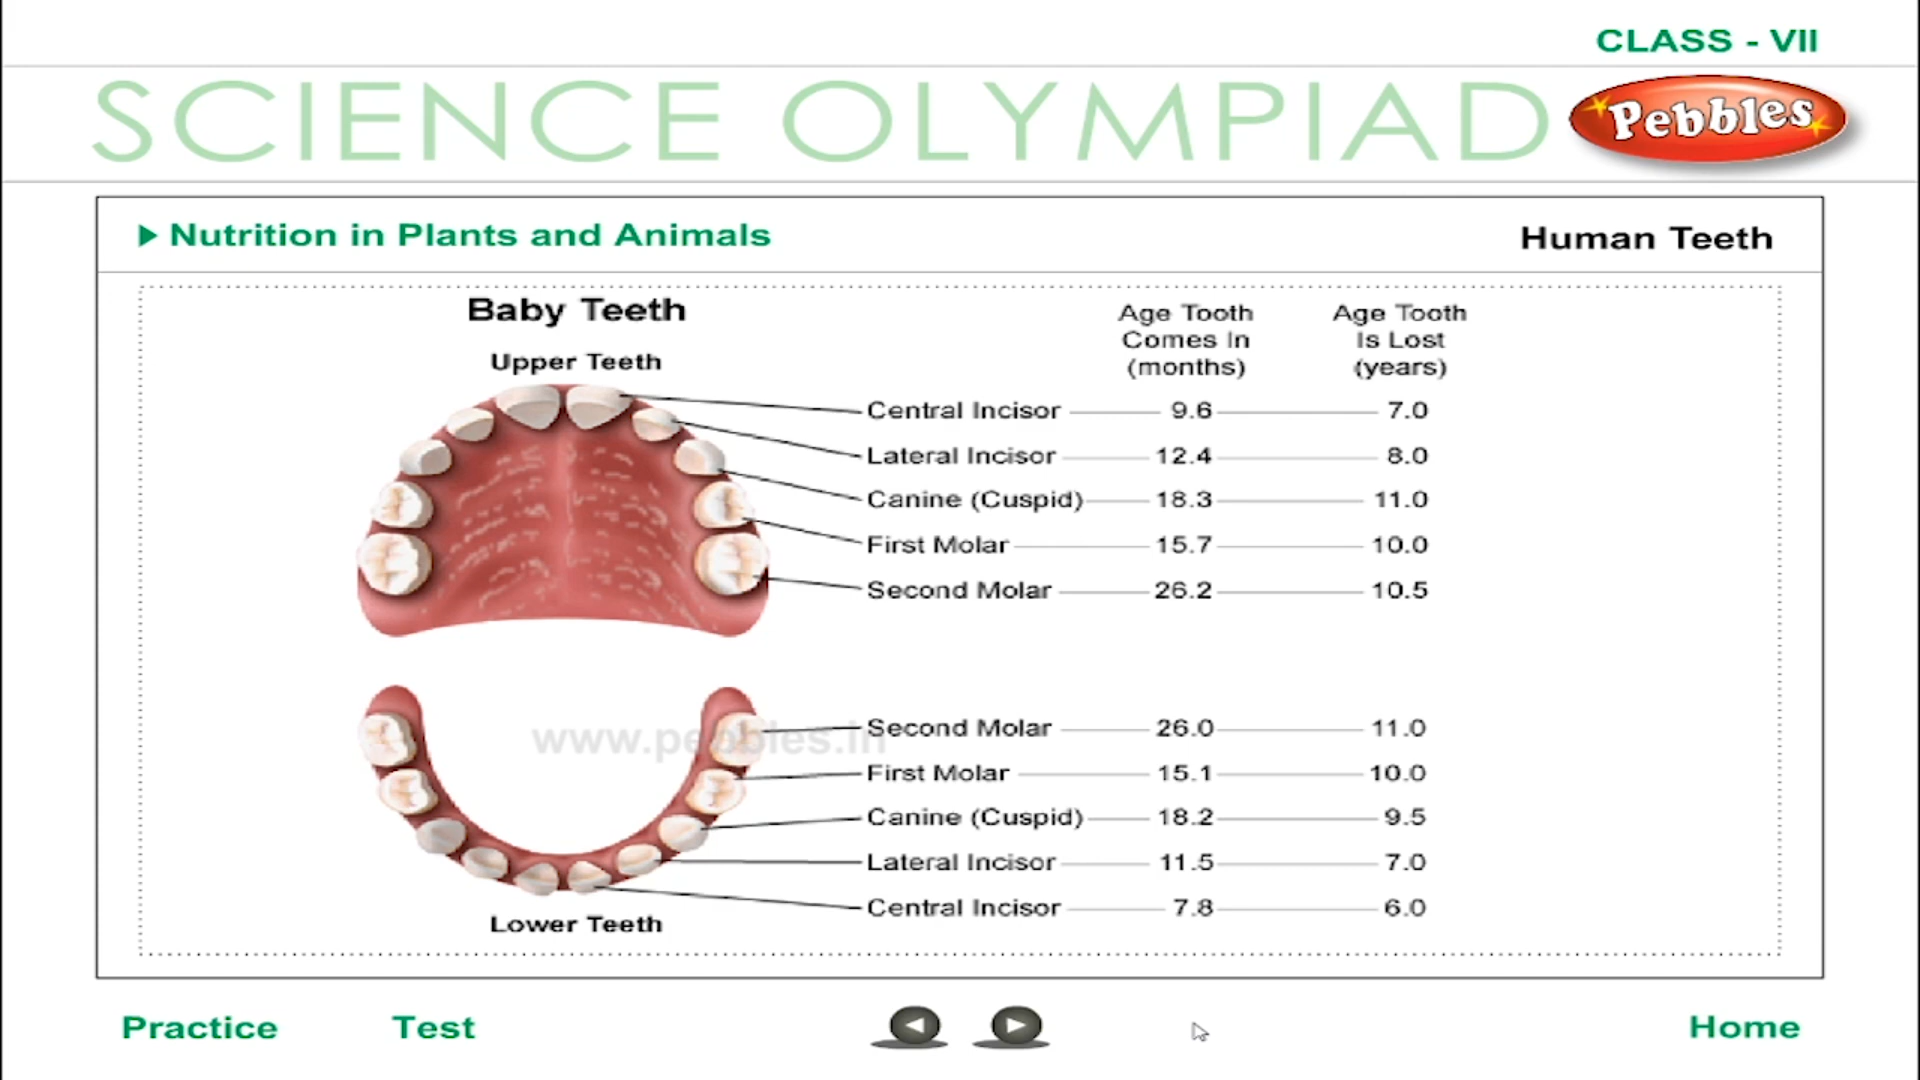 CLASS - VII
SCIENCE OLYMPIAD
Pebbles
Nutrition in Plants and Animals
Human Teeth
Baby Teeth
Upper Teeth
Age Tooth
Comes In
(months)
Age Tooth
Is Lost
(years)
Central Incisor 9.6 7.0
Lateral Incisor 12.4 8.0
Canine (Cuspid) 18.3 11.0
First Molar 15.7 10.0
Second Molar 26.2 10.5
www.pebbles.in
Second Molar 26.0 11.0
First Molar 15.1 10.0
Canine (Cuspid) 18.2 9.5
Lateral Incisor 11.5 7.0
Central Incisor 7.8 6.0
Lower Teeth
Practice
Test
Home